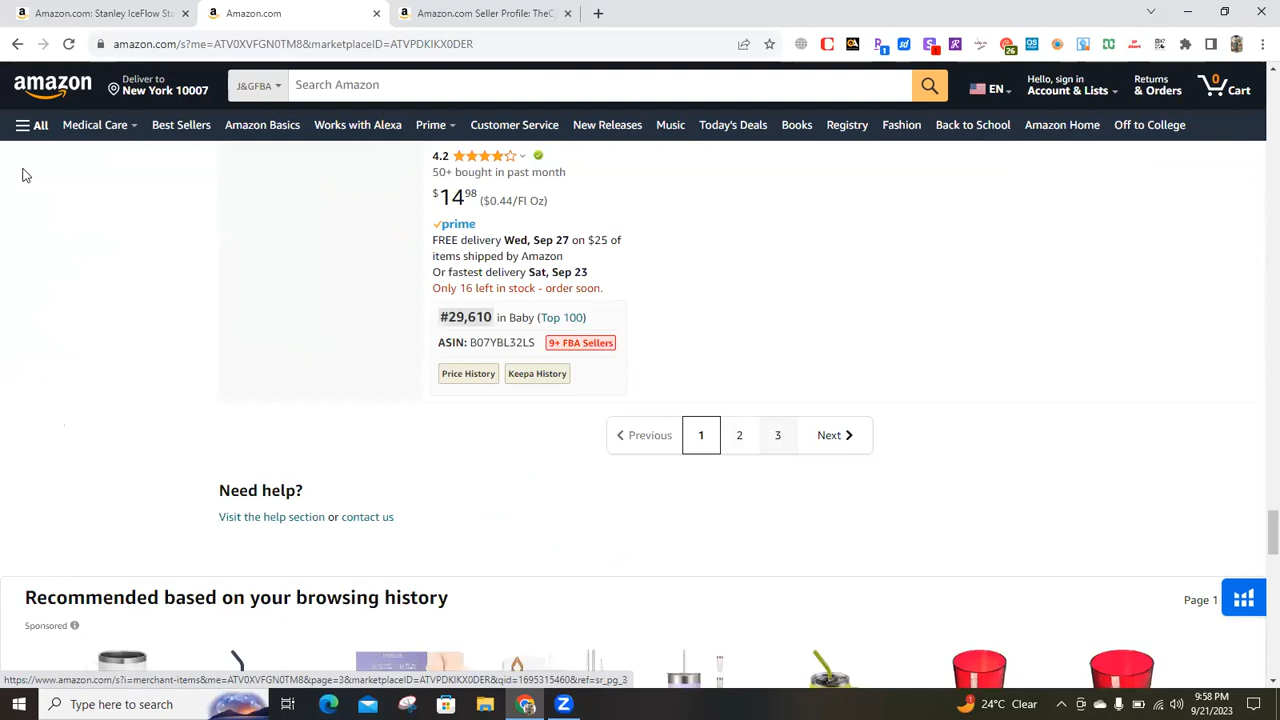 Amazon.com: Stanley IceFlow Sta
Amazon.com
Amazon.com Seller Profile: TheC
amazon.com/s?me=ATV0XVFGN0TM8&marketplaceID=ATVPDKIKX0DER
amazon
Deliver to
New York 10007
J&GFBA
Search Amazon
EN
Hello, sign in
Account & Lists
Returns
& Orders
0
Cart
All
Medical Care
Best Sellers
Amazon Basics
Works with Alexa
Prime
Customer Service
New Releases
Music
Today's Deals
Books
Registry
Fashion
Back to School
Amazon Home
Off to College
4.2
50+ bought in past month
$14.98 ($0.44/Fl Oz)
prime
FREE delivery Wed, Sep 27 on $25 of
items shipped by Amazon
Or fastest delivery Sat, Sep 23
Only 16 left in stock - order soon.
#29,610 in Baby (Top 100)
ASIN: B07YBL32LS 9+ FBA Sellers
Price History Keepa History
Previous 1 2 3 Next
Need help?
Visit the help section or contact us
Recommended based on your browsing history
Page 1
Sponsored
https://www.amazon.com/s?i=merchant-items&me=ATV0XVFGN0TM8&page=3&marketplaceID=ATVPDKIKX0DER&qid=1695315460&ref=sr_pg_3
Type here to search
24°C Clear
9:58 PM
9/21/2023